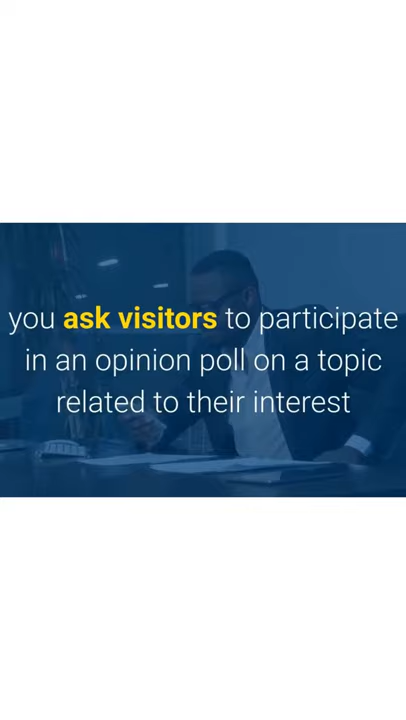 you ask visitors to participate
in an opinion poll on a topic
related to their interest